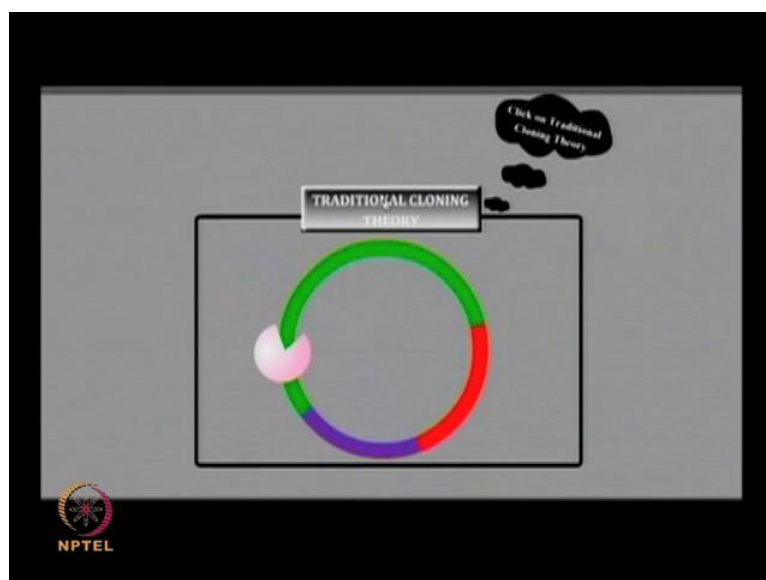 Click on Traditional
Cloning Theory
TRADITIONAL CLONING
THEORY
NPTEL